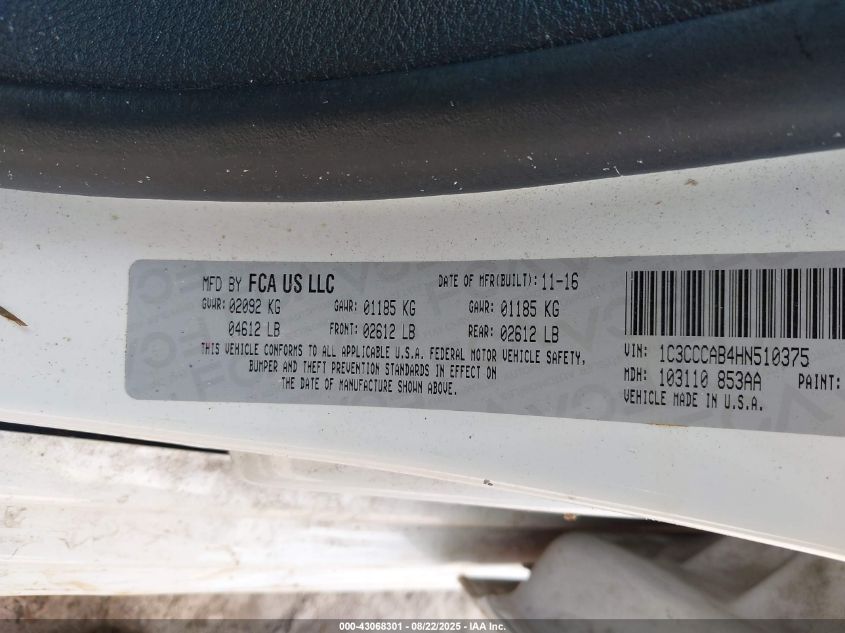 MFD BY FCA US LLC DATE OF MFR(BUILT): 11-16
GVWR: 02092 KG GAWR: 01185 KG GAWR: 01185 KG
04612 LB FRONT: 02612 LB REAR: 02612 LB
THIS VEHICLE CONFORMS TO ALL APPLICABLE U.S.A. FEDERAL MOTOR VEHICLE SAFETY,
BUMPER AND THEFT PREVENTION STANDARDS IN EFFECT ON
THE DATE OF MANUFACTURE SHOWN ABOVE.
VIN: 1C3CCCAB4HN510375
MDH: 103110 853AA PAINT:
VEHICLE MADE IN U.S.A.
000-43068301 - 08/22/2025 - IAA Inc.